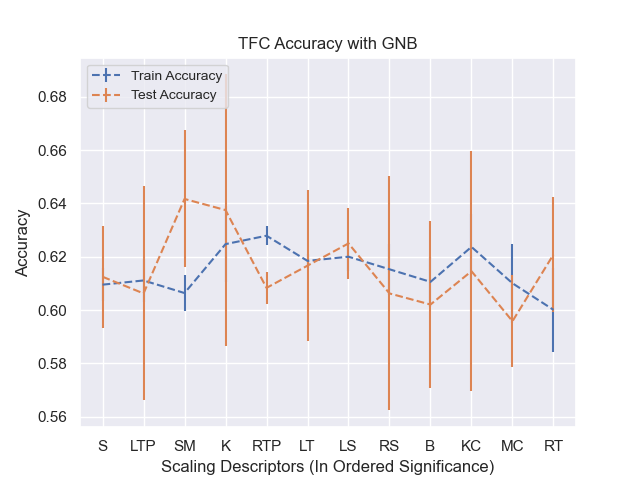 TFC Accuracy with GNB
Train Accuracy
Test Accuracy
0.68
0.66
0.64
0.62
0.60
0.58
0.56
Accuracy
S LTP SM K RTP LT LS RS B KC MC RT
Scaling Descriptors (In Ordered Significance)